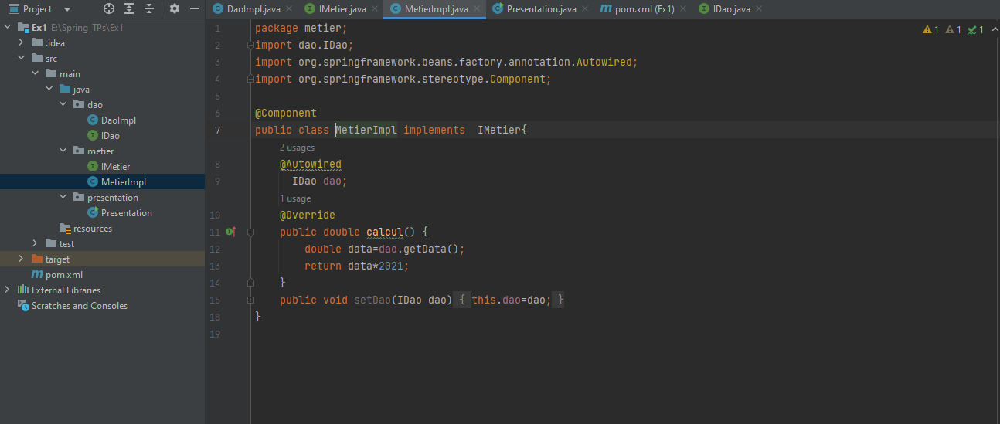 Project
DaoImpl.java
IMetier.java
MetierImpl.java
Presentation.java
pom.xml (Ex1)
IDao.java
Ex1 E:\Spring_TPs\Ex1
.idea
src
main
java
dao
DaoImpl
IDao
metier
IMetier
MetierImpl
presentation
Presentation
resources
test
target
pom.xml
External Libraries
Scratches and Consoles
1 package metier;
2 import dao.IDao;
3 import org.springframework.beans.factory.annotation.Autowired;
4 import org.springframework.stereotype.Component;
5
6 @Component
7 public class MetierImpl implements  IMetier{
2 usages
8 @Autowired
9 IDao dao;
1 usage
10 @Override
11 public double calcul() {
12 double data=dao.getData();
13 return data*2021;
14 }
15 public void setDao(IDao dao) { this.dao=dao; }
18 }
19
1 1 1